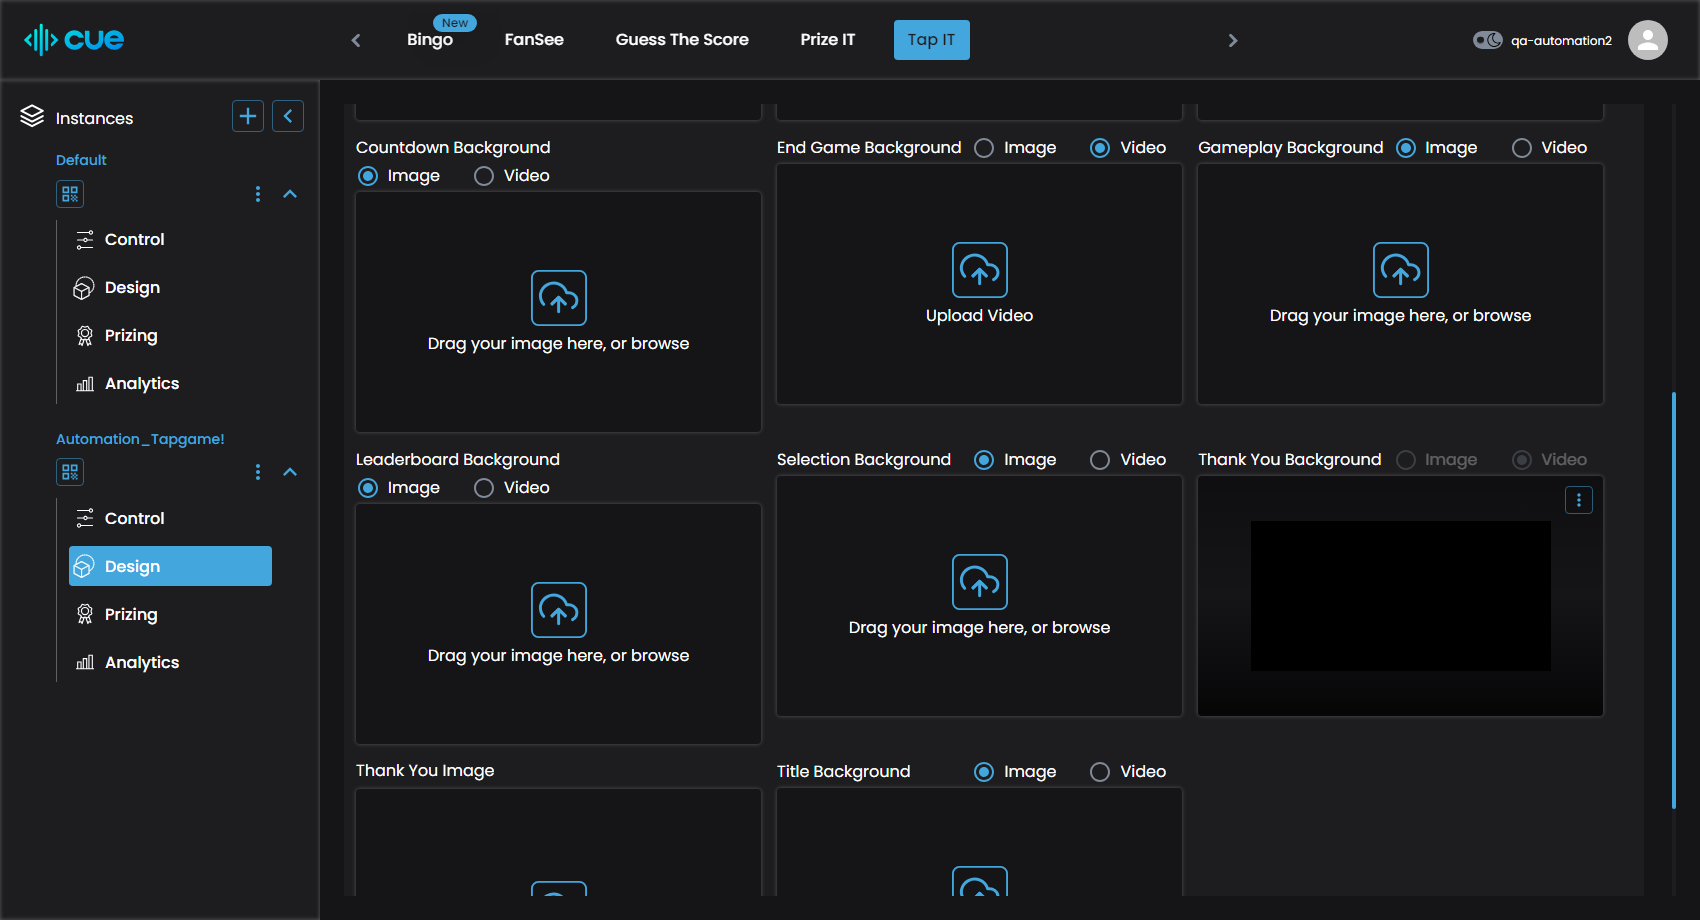 cue
New
Bingo
FanSee
Guess The Score
Prize IT
Tap IT
qa-automation2
Instances
Default
Control
Design
Prizing
Analytics
Automation_Tapgame!
Control
Design
Prizing
Analytics
Countdown Background
Image Video
Drag your image here, or browse
End Game Background Image Video
Upload Video
Gameplay Background Image Video
Drag your image here, or browse
Leaderboard Background
Image Video
Drag your image here, or browse
Selection Background Image Video
Drag your image here, or browse
Thank You Background Image Video
Thank You Image
Title Background Image Video